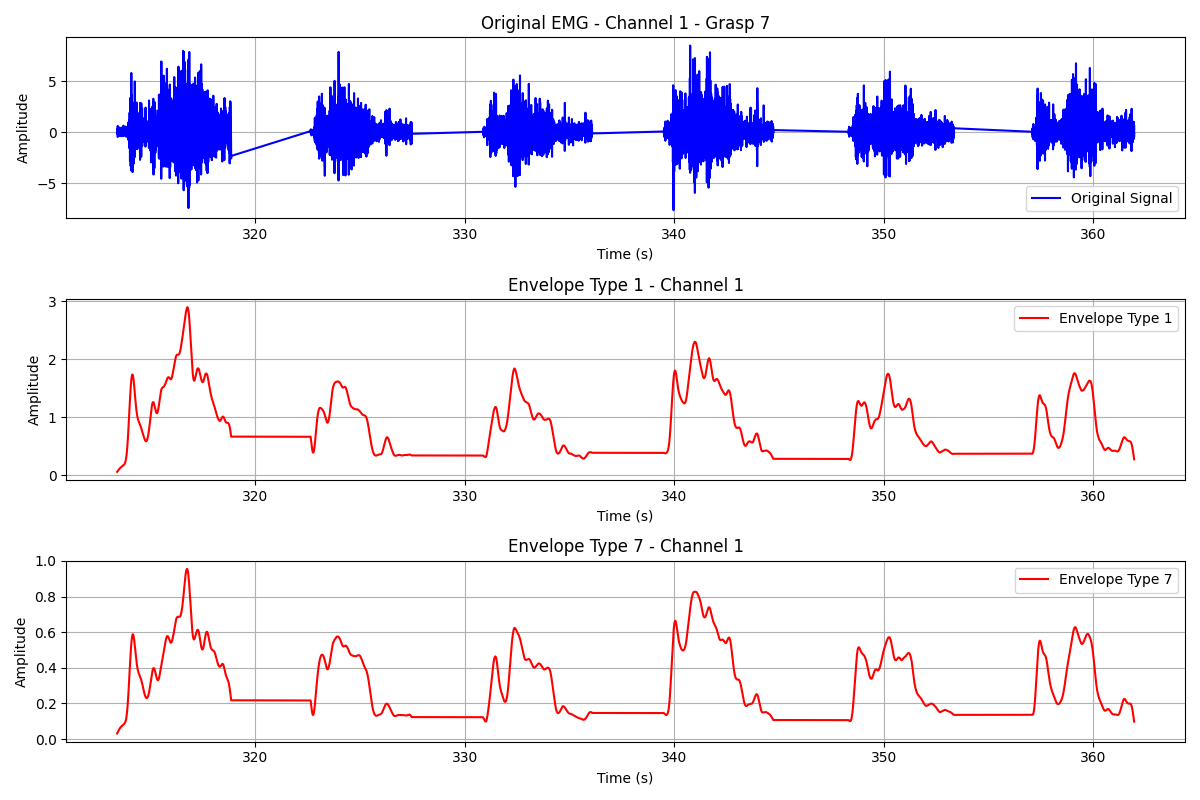 Original EMG - Channel 1 - Grasp 7
Amplitude
5
0
−5
Original Signal
320 330 340 350 360
Time (s)
Envelope Type 1 - Channel 1
Amplitude
3
2
1
0
Envelope Type 1
320 330 340 350 360
Time (s)
Envelope Type 7 - Channel 1
Amplitude
1.0
0.8
0.6
0.4
0.2
0.0
Envelope Type 7
320 330 340 350 360
Time (s)